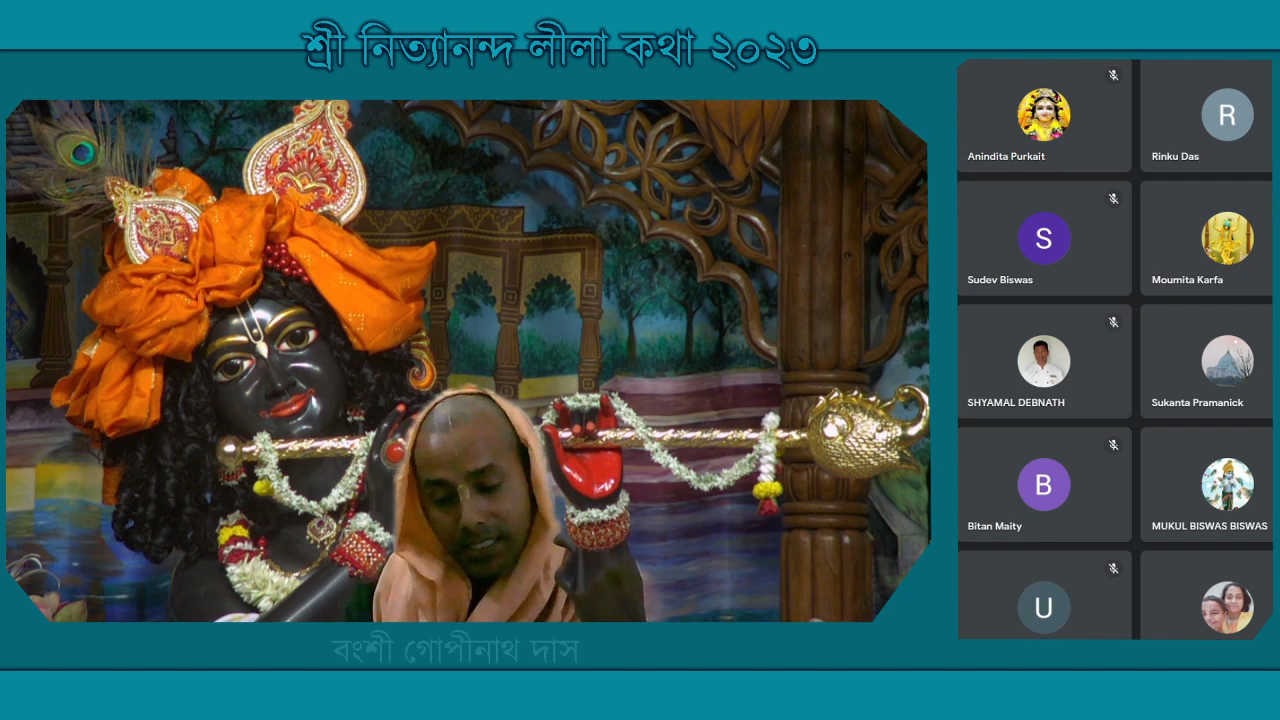 শ্রী নিত্যানন্দ লীলা কথা ২০২৩
Anindita Purkait
R
Rinku Das
S
Sudev Biswas
Moumita Karfa
SHYAMAL DEBNATH
Sukanta Pramanick
B
Bitan Maity
MUKUL BISWAS BISWAS
U
বংশী গোপীনাথ দাস